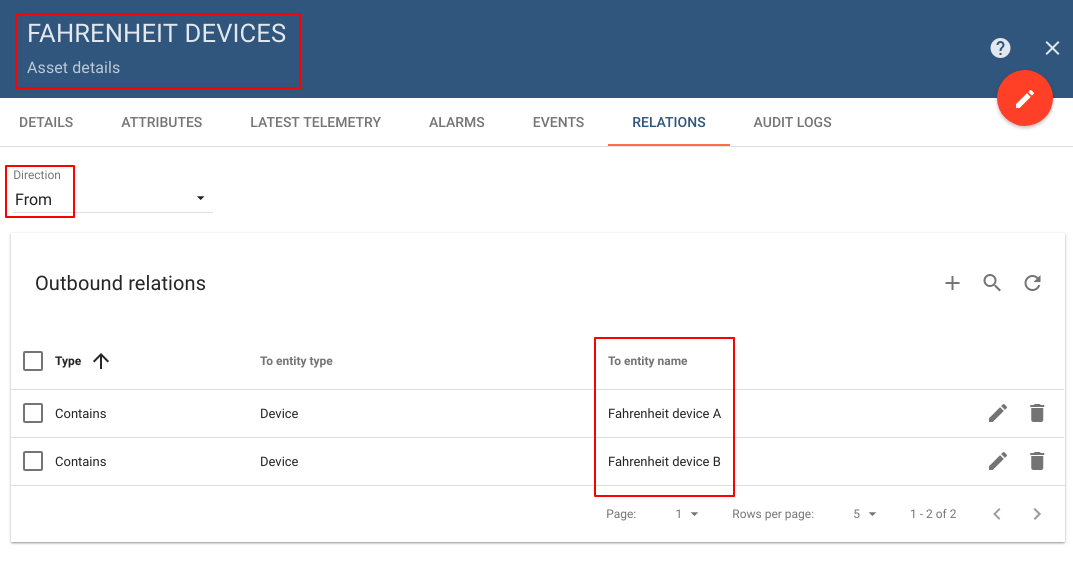 FAHRENHEIT DEVICES
Asset details
DETAILS ATTRIBUTES LATEST TELEMETRY ALARMS EVENTS RELATIONS AUDIT LOGS
Direction
From
Outbound relations
Type To entity type To entity name
Contains Device Fahrenheit device A
Contains Device Fahrenheit device B
Page: 1 Rows per page: 5 1 - 2 of 2